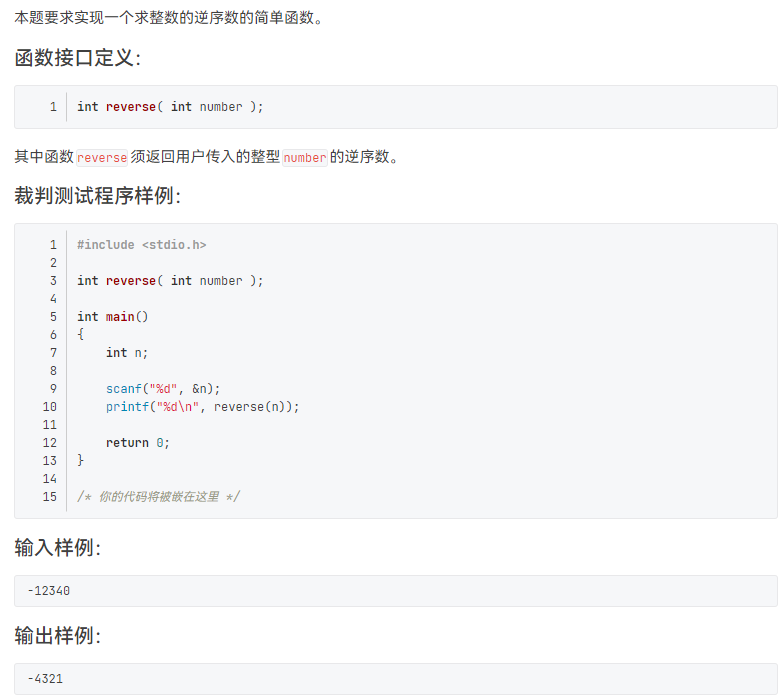 本题要求实现一个求整数的逆序数的简单函数。
函数接口定义：
1 int reverse( int number );
其中函数reverse须返回用户传入的整型number的逆序数。
裁判测试程序样例：
1 #include <stdio.h>
2
3 int reverse( int number );
4
5 int main()
6 {
7     int n;
8
9     scanf("%d", &n);
10     printf("%d\n", reverse(n));
11
12     return 0;
13 }
14
15 /* 你的代码将被嵌在这里 */
输入样例：
-12340
输出样例：
-4321